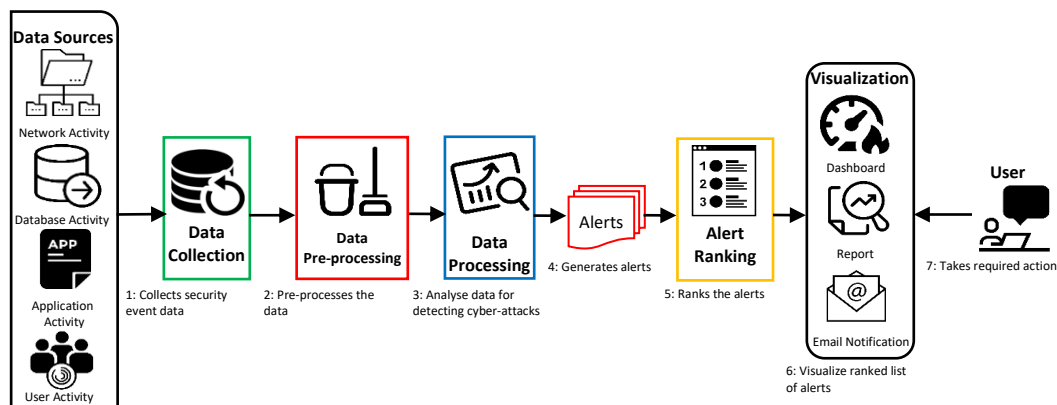 Data Sources
Network Activity
Database Activity
APP
Application
Activity
User Activity
Data
Collection
1: Collects security
event data
Data
Pre-processing
2: Pre-processes the
data
Data
Processing
3: Analyse data for
detecting cyber-attacks
Alerts
4: Generates alerts
1
2
3
Alert
Ranking
5: Ranks the alerts
Visualization
Dashboard
Report
@
Email Notification
6: Visualize ranked list
of alerts
User
7: Takes required action